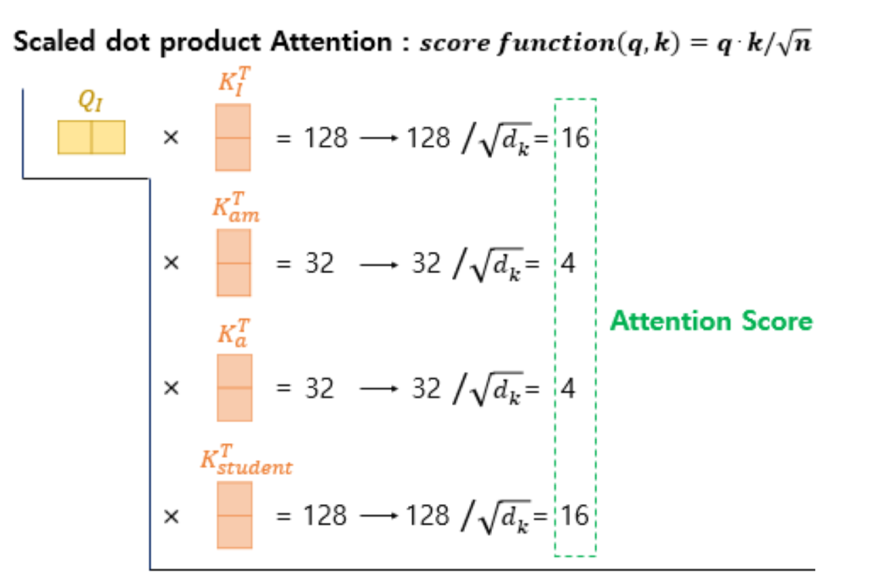 Scaled dot product Attention : score function(q, k) = q · k/√n
Q_I
K_I^T
× = 128 → 128 /√d_k = 16
K_am^T
× = 32 → 32 /√d_k = 4
Attention Score
K_a^T
× = 32 → 32 /√d_k = 4
K_student^T
× = 128 → 128 /√d_k = 16